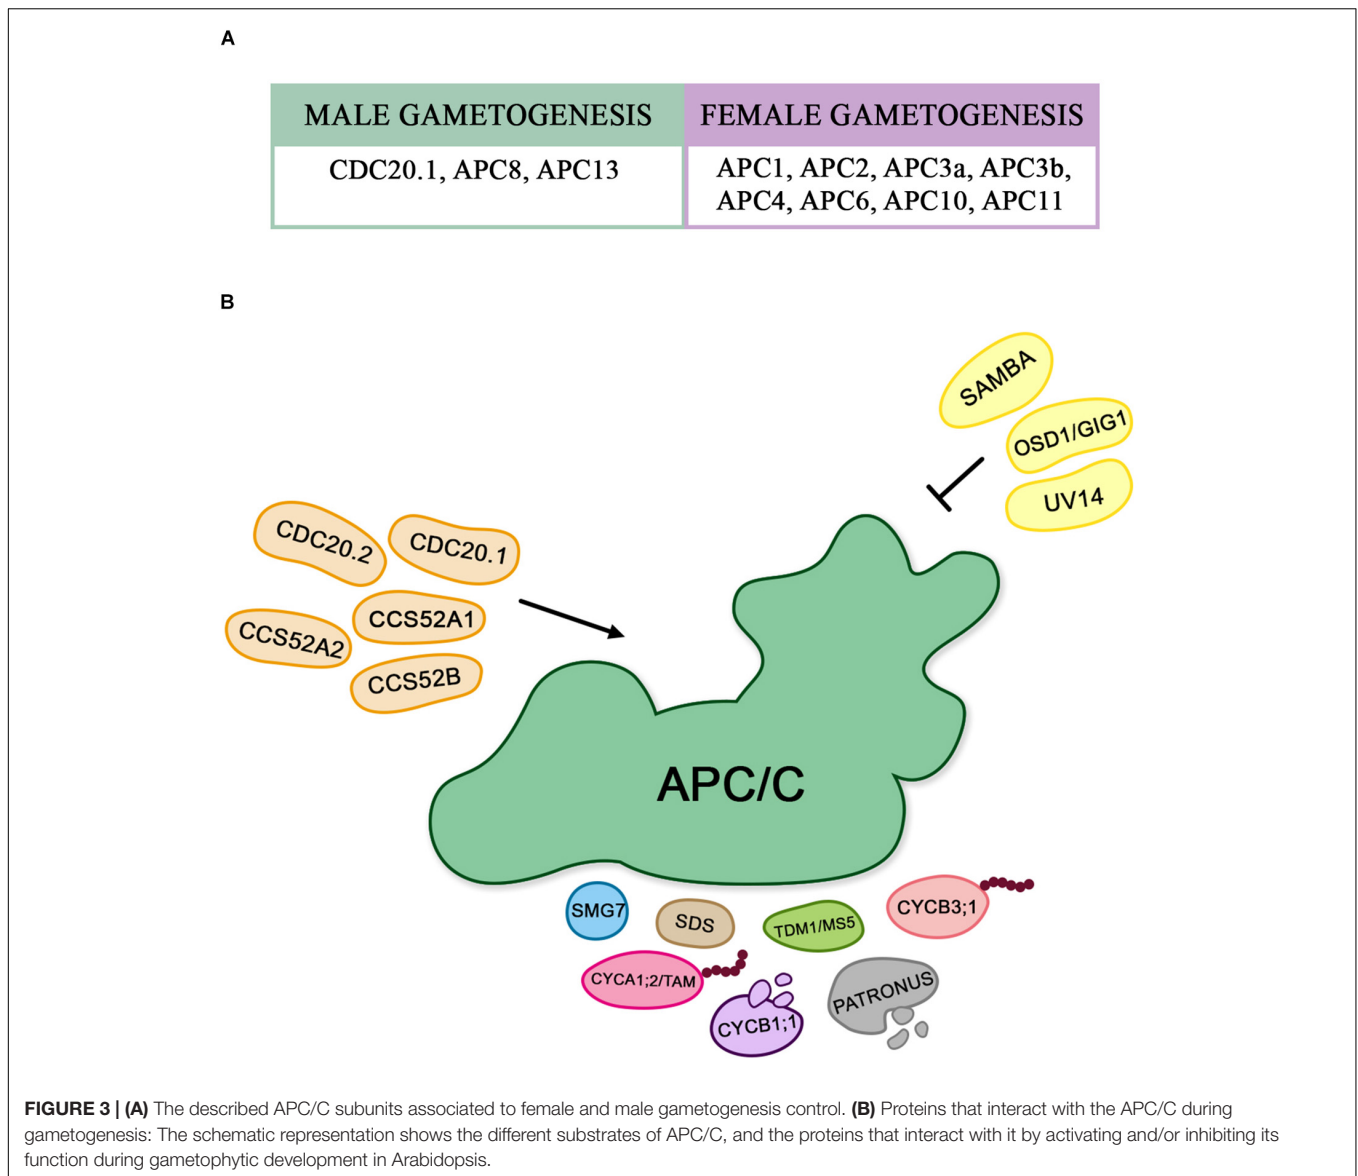 A
MALE GAMETOGENESIS
FEMALE GAMETOGENESIS
CDC20.1, APC8, APC13
APC1, APC2, APC3a, APC3b,
APC4, APC6, APC10, APC11
B
SAMBA
OSD1/GIG1
UV14
CDC20.2
CDC20.1
CCS52A1
CCS52A2
CCS52B
APC/C
SMG7
SDS
TDM1/MS5
CYCB3;1
CYCA1;2/TAM
CYCB1;1
PATRONUS
FIGURE 3 | (A) The described APC/C subunits associated to female and male gametogenesis control. (B) Proteins that interact with the APC/C during
gametogenesis: The schematic representation shows the different substrates of APC/C, and the proteins that interact with it by activating and/or inhibiting its
function during gametophytic development in Arabidopsis.